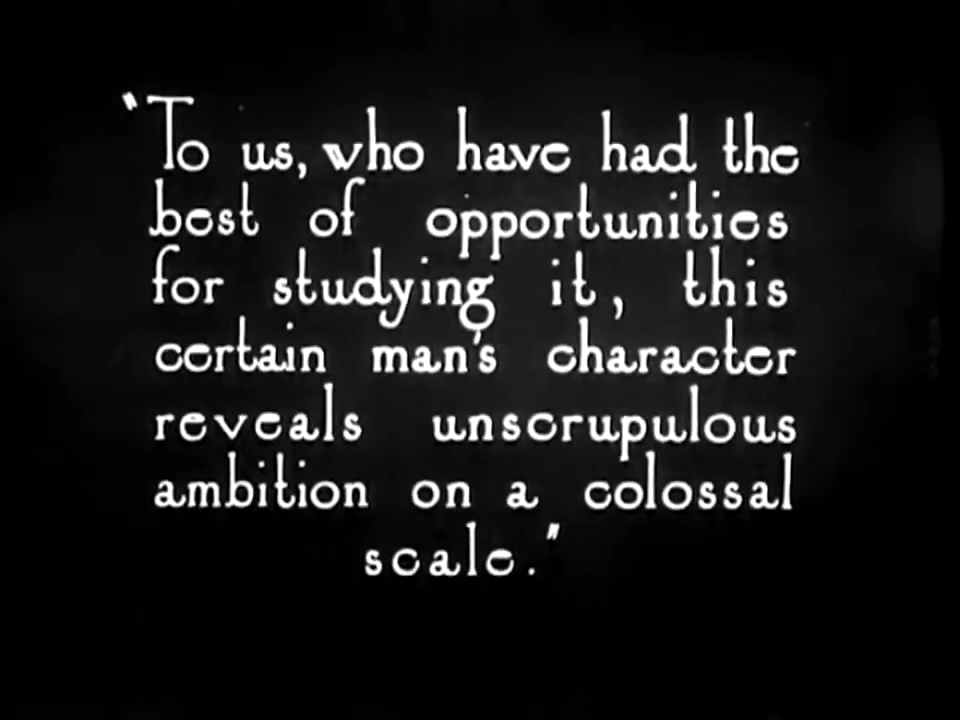 "To us, who have had the
best of opportunities
for studying it, this
certain man's character
reveals unscrupulous
ambition on a colossal
scale."